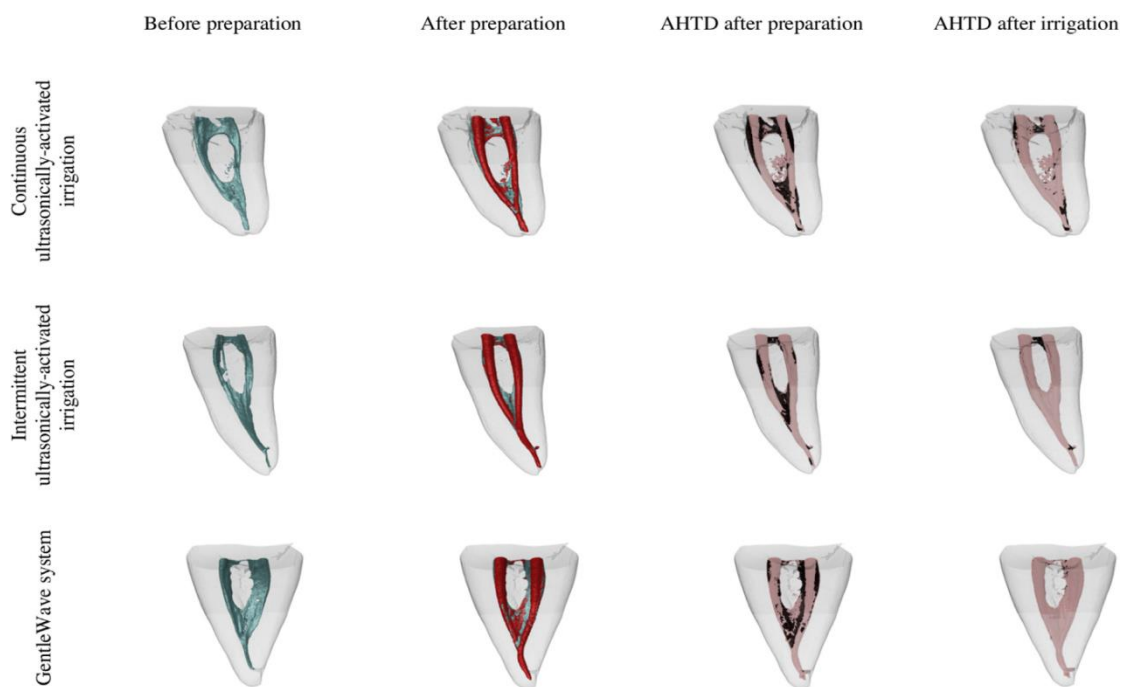 Before preparation
After preparation
AHTD after preparation
AHTD after irrigation
Continuous
ultrasonically-activated
irrigation
Intermittent
ultrasonically-activated
irrigation
GentleWave system